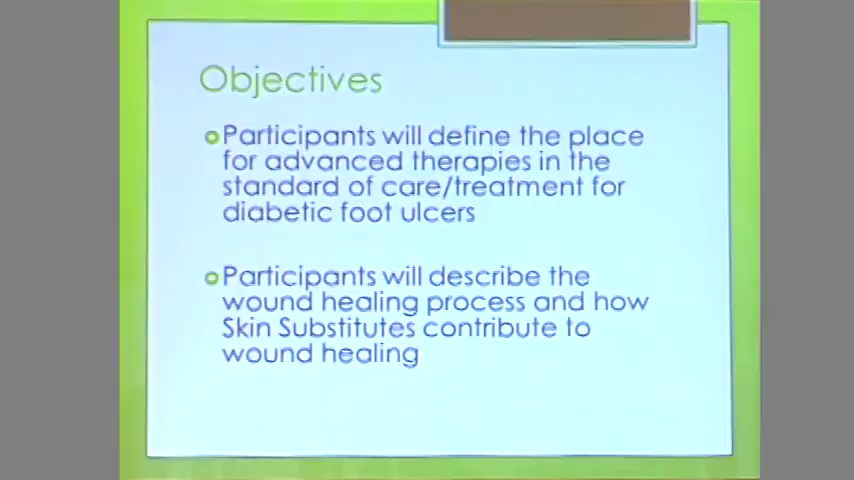 Objectives
Participants will define the place
for advanced therapies in the
standard of care/treatment for
diabetic foot ulcers
Participants will describe the
wound healing process and how
Skin Substitutes contribute to
wound healing